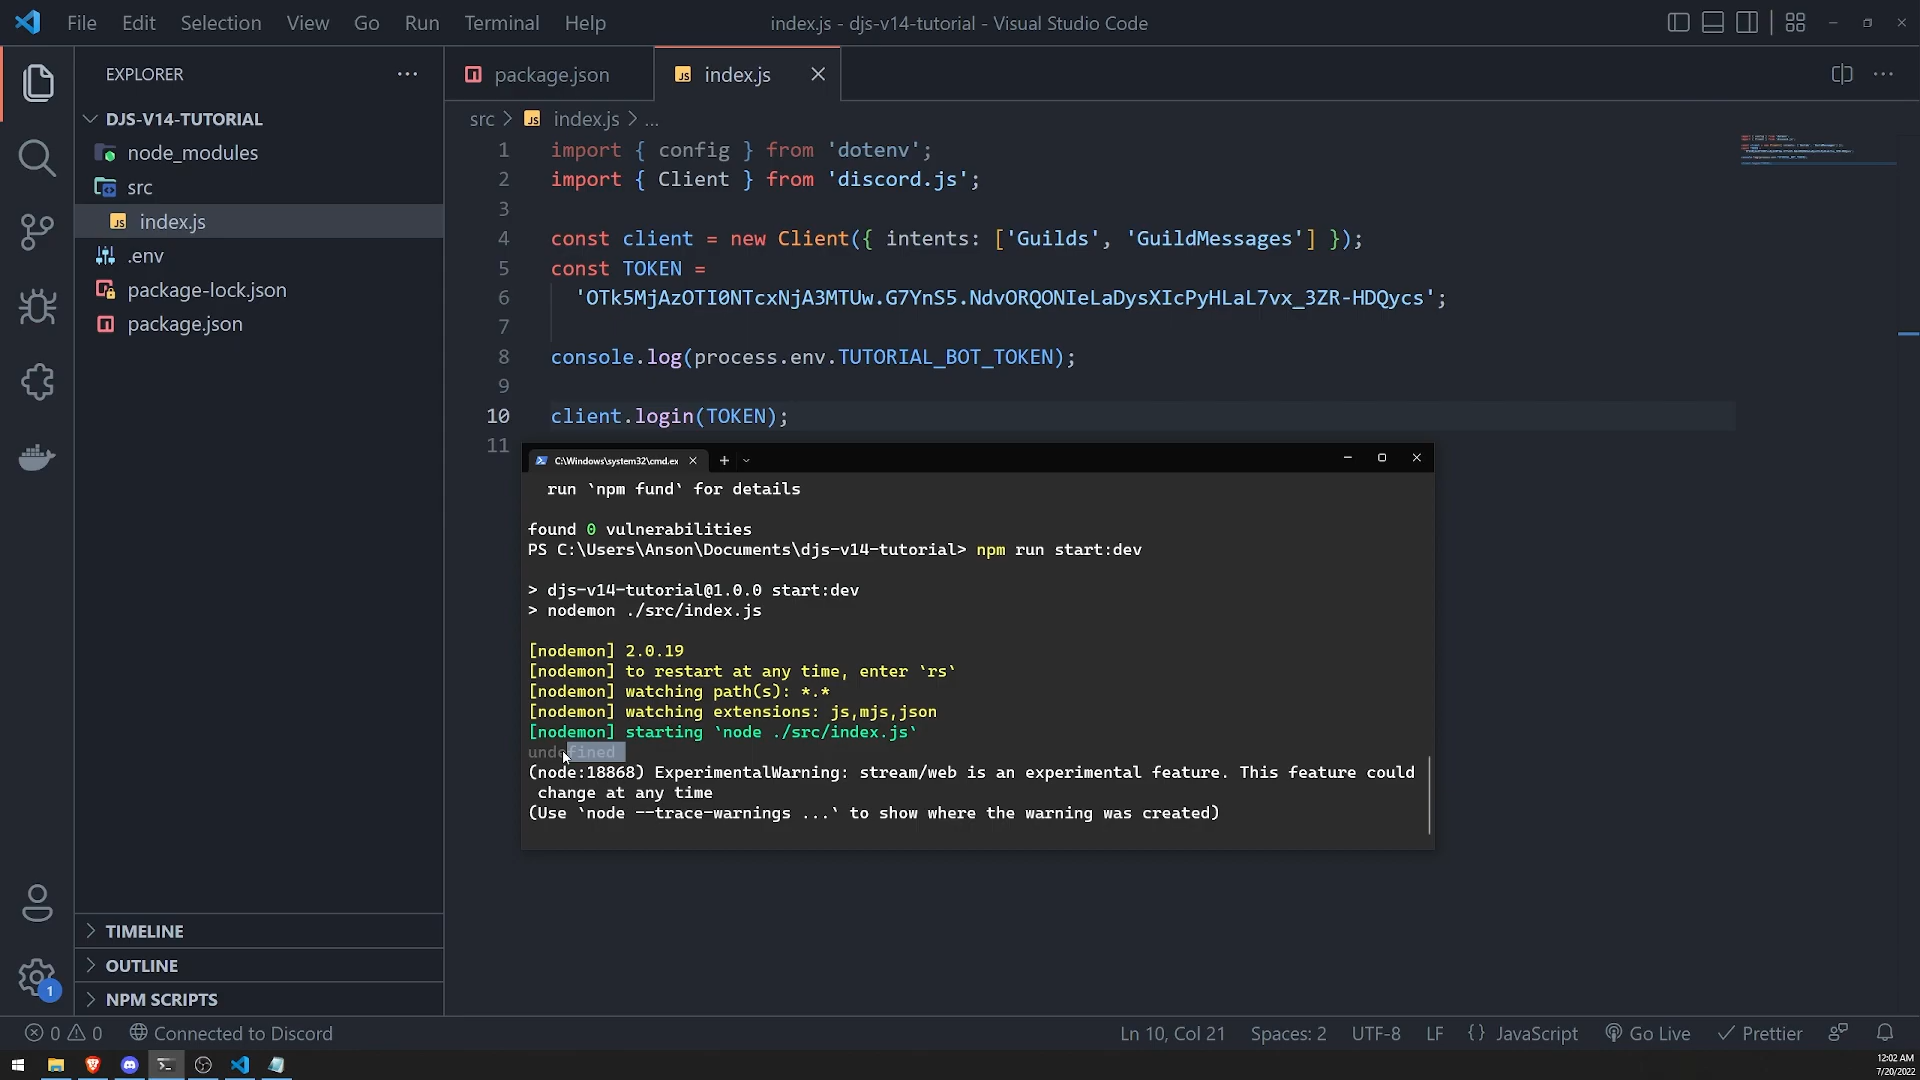 File Edit Selection View Go Run Terminal Help
index.js - djs-v14-tutorial - Visual Studio Code
EXPLORER
DJS-V14-TUTORIAL
node_modules
src
index.js
.env
package-lock.json
package.json
TIMELINE
OUTLINE
NPM SCRIPTS
package.json
index.js
src > index.js > ...
1 import { config } from 'dotenv';
2 import { Client } from 'discord.js';
3
4 const client = new Client({ intents: ['Guilds', 'GuildMessages'] });
5 const TOKEN =
6 'OTk5MjAzOTI0NTcxNjA3MTUw.G7YnS5.NdvORQONIeLaDysXIcPyHLaL7vx_3ZR-HDQycs';
7
8 console.log(process.env.TUTORIAL_BOT_TOKEN);
9
10 client.login(TOKEN);
11
C:\Windows\system32\cmd.ex
run `npm fund` for details
found 0 vulnerabilities
PS C:\Users\Anson\Documents\djs-v14-tutorial> npm run start:dev
> djs-v14-tutorial@1.0.0 start:dev
> nodemon ./src/index.js
[nodemon] 2.0.19
[nodemon] to restart at any time, enter `rs`
[nodemon] watching path(s): *.*
[nodemon] watching extensions: js,mjs,json
[nodemon] starting `node ./src/index.js`
undefined
(node:18868) ExperimentalWarning: stream/web is an experimental feature. This feature could
change at any time
(Use `node --trace-warnings ...` to show where the warning was created)
1
0 0 Connected to Discord
Ln 10, Col 21 Spaces: 2 UTF-8 LF {} JavaScript Go Live Prettier
12:02 AM
7/20/2022